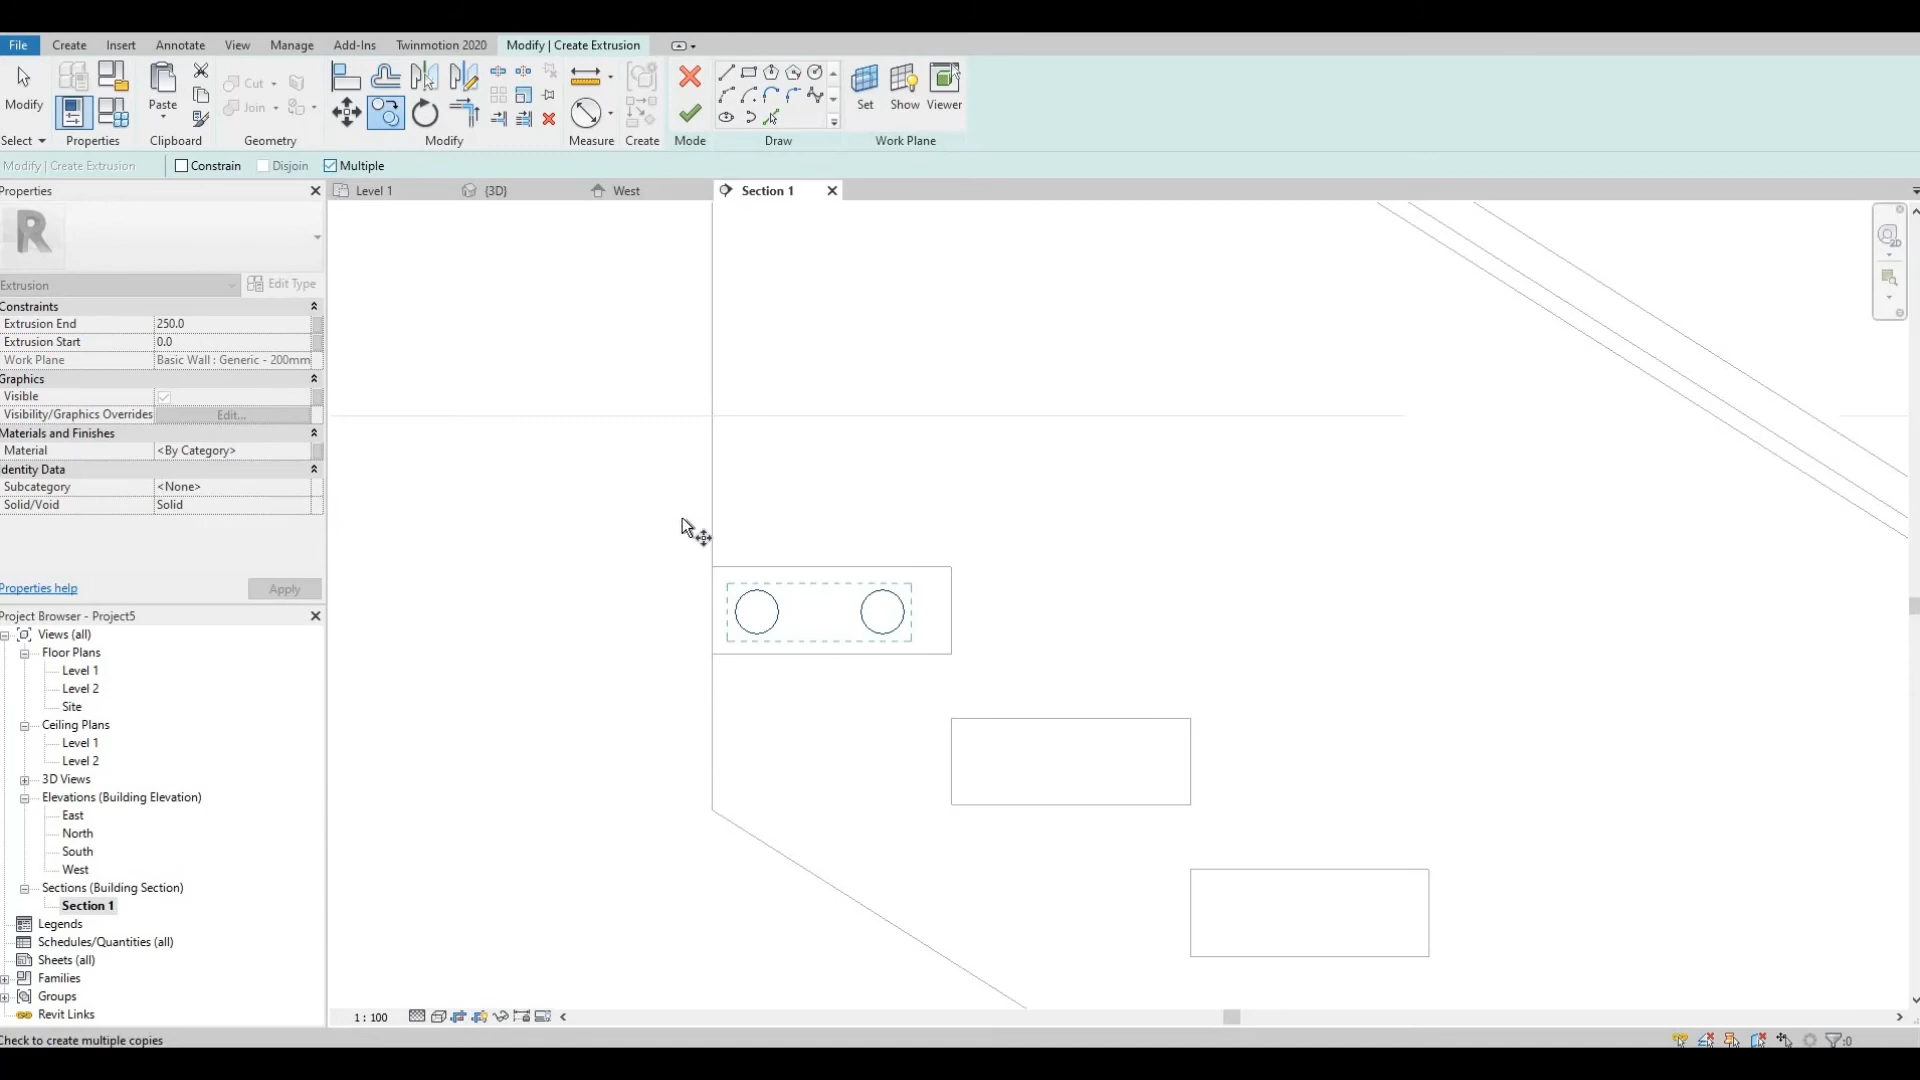 File Create Insert Annotate View Manage Add-Ins Twinmotion 2020 Modify | Create Extrusion
Cut
Join
Modify Paste Create Set Show Viewer
Select Properties Clipboard Geometry Modify Measure Create Mode Draw Work Plane
Modify | Create Extrusion Constrain Disjoin Multiple
Properties
Level 1 {3D} West Section 1
R
Extrusion Edit Type
Constraints
Extrusion End 250.0
Extrusion Start 0.0
Work Plane Basic Wall : Generic - 200mm
Graphics
Visible
Visibility/Graphics Overrides Edit...
Materials and Finishes
Material <By Category>
Identity Data
Subcategory <None>
Solid/Void Solid
Properties help Apply
Project Browser - Project5
Views (all)
Floor Plans
Level 1
Level 2
Site
Ceiling Plans
Level 1
Level 2
3D Views
Elevations (Building Elevation)
East
North
South
West
Sections (Building Section)
Section 1
Legends
Schedules/Quantities (all)
Sheets (all)
Families
Groups
Revit Links
2D
1 : 100
Check to create multiple copies
:0